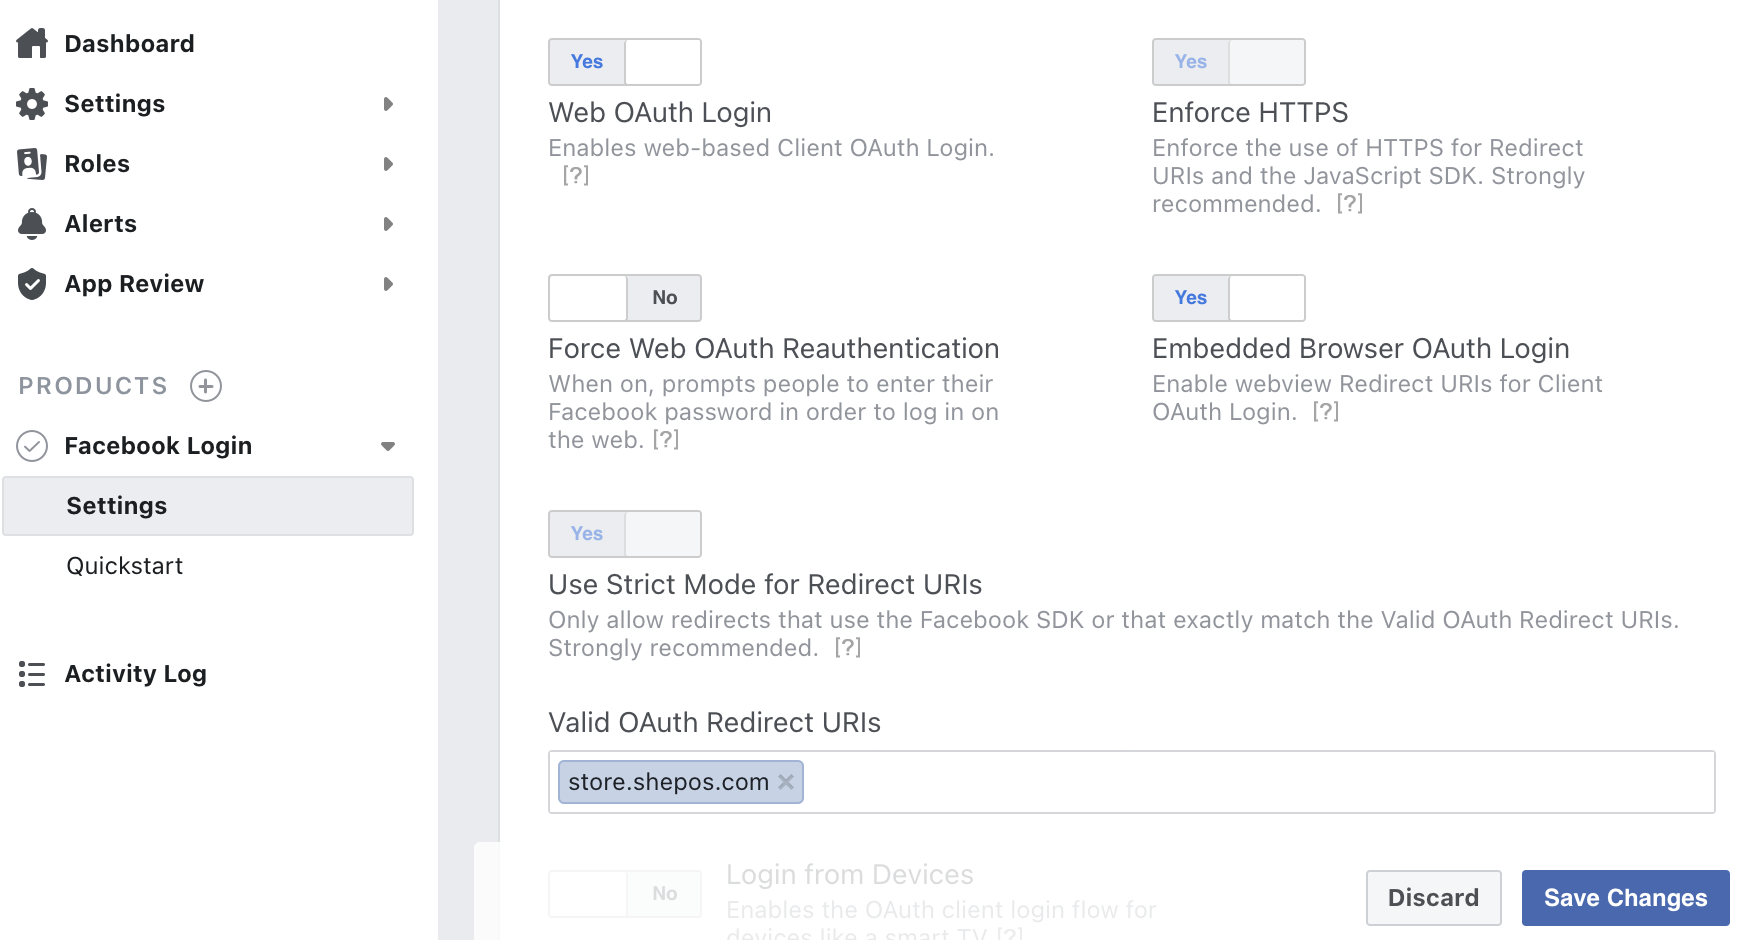 Dashboard
Settings
Roles
Alerts
App Review
PRODUCTS
Facebook Login
Settings
Quickstart
Activity Log
Yes
Web OAuth Login
Enables web-based Client OAuth Login.
[?]
Yes
Enforce HTTPS
Enforce the use of HTTPS for Redirect
URIs and the JavaScript SDK. Strongly
recommended. [?]
No
Force Web OAuth Reauthentication
When on, prompts people to enter their
Facebook password in order to log in on
the web. [?]
Yes
Embedded Browser OAuth Login
Enable webview Redirect URIs for Client
OAuth Login. [?]
Yes
Use Strict Mode for Redirect URIs
Only allow redirects that use the Facebook SDK or that exactly match the Valid OAuth Redirect URIs.
Strongly recommended. [?]
Valid OAuth Redirect URIs
store.shepos.com
No
Login from Devices
Enables the OAuth client login flow for
devices like a smart TV [?]
Discard
Save Changes